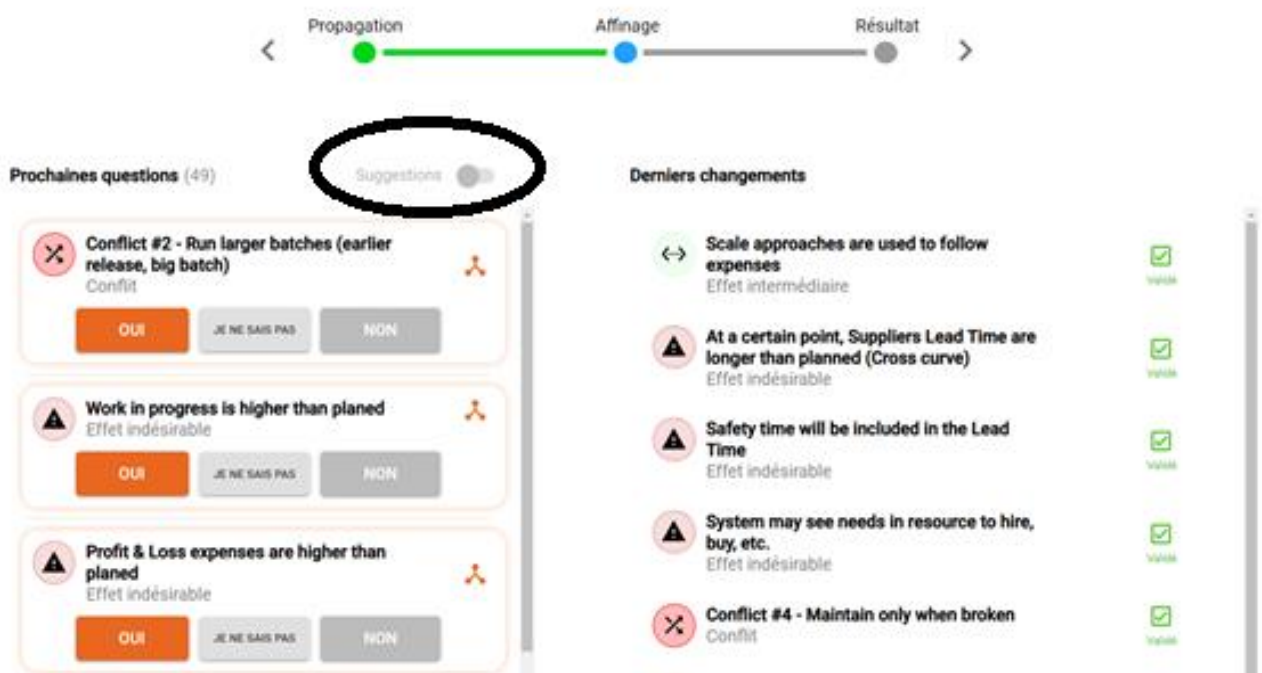 Propagation
Affinage
Résultat
Prochaines questions (49)
Suggestions
Conflict #2 - Run larger batches (earlier
release, big batch)
Conflit
OUI
JE NE SAIS PAS
NON
Work in progress is higher than planed
Effet indésirable
OUI
JE NE SAIS PAS
NON
Profit & Loss expenses are higher than
planed
Effet indésirable
OUI
JE NE SAIS PAS
NON
Derniers changements
Scale approaches are used to follow
expenses
Effet intermédiaire
Validé
At a certain point, Suppliers Lead Time are
longer than planned (Cross curve)
Effet indésirable
Validé
Safety time will be included in the Lead
Time
Effet indésirable
Validé
System may see needs in resource to hire,
buy, etc.
Effet indésirable
Validé
Conflict #4 - Maintain only when broken
Conflit
Validé